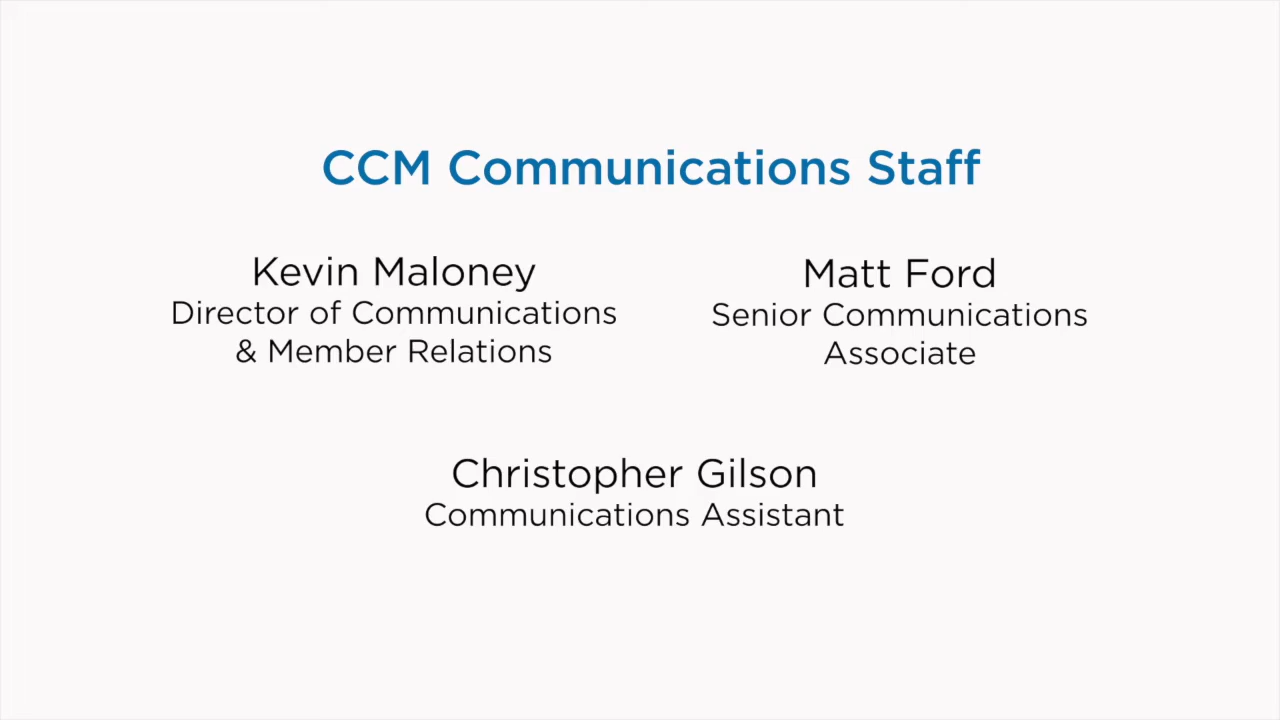 CCM Communications Staff
Kevin Maloney
Director of Communications
& Member Relations
Matt Ford
Senior Communications
Associate
Christopher Gilson
Communications Assistant